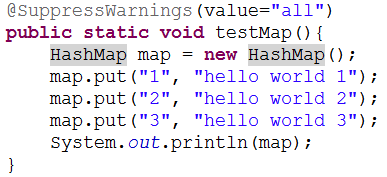 @SuppressWarnings(value="all")
public static void testMap(){
    HashMap map = new HashMap();
    map.put("1", "hello world 1");
    map.put("2", "hello world 2");
    map.put("3", "hello world 3");
    System.out.println(map);
}